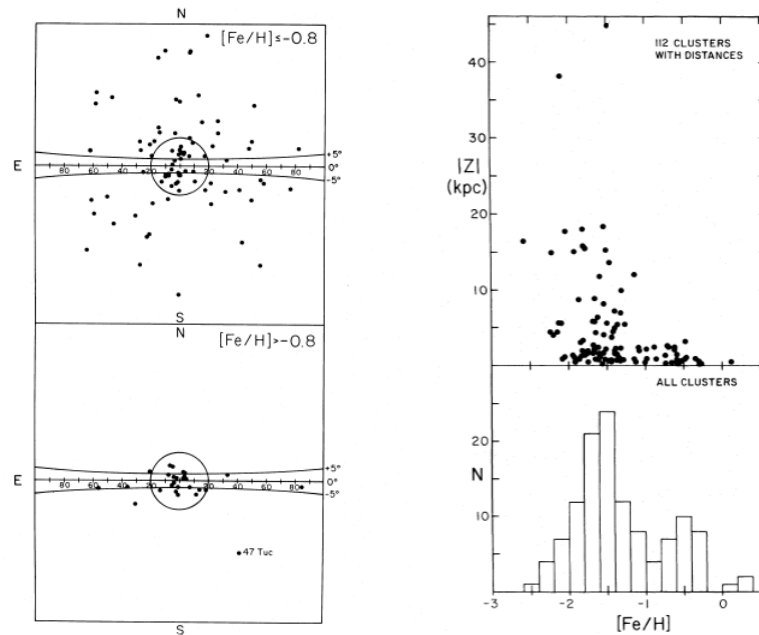 N
[Fe/H]≤-0.8
E
80 60 40 20 20 40 60 80
+5°
0°
-5°
S
N
[Fe/H]>-0.8
E
80 60 40 20 20 40 60 80
+5°
0°
-5°
47 Tuc
S
112 CLUSTERS
WITH DISTANCES
40
|Z|
(kpc)
30
20
10
ALL CLUSTERS
20
N
10
-3 -2 -1 0
[Fe/H]